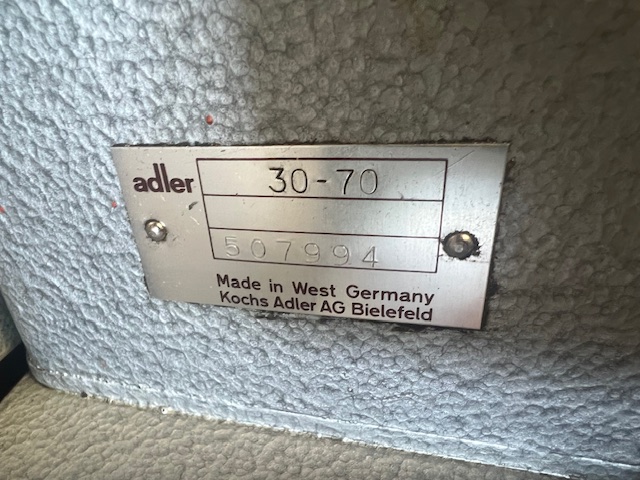 adler
30-70
507994
Made in West Germany
Kochs Adler AG Bielefeld